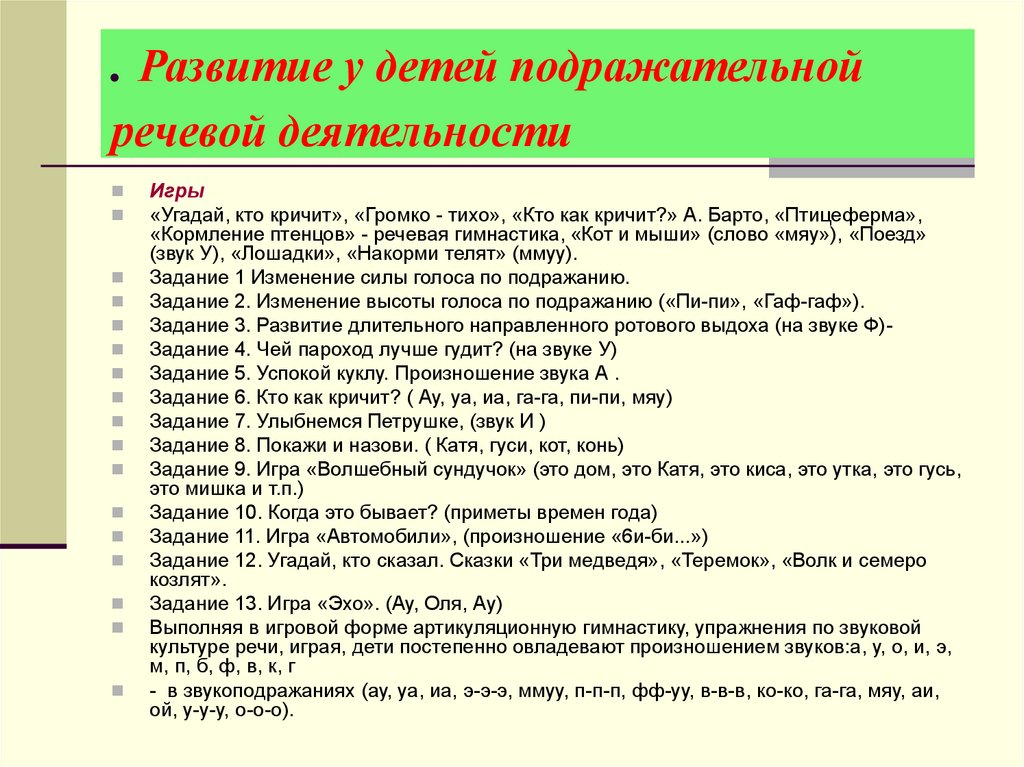 . Развитие у детей подражательной
речевой деятельности
Игры
«Угадай, кто кричит», «Громко - тихо», «Кто как кричит?» А. Барто, «Птицеферма»,
«Кормление птенцов» - речевая гимнастика, «Кот и мыши» (слово «мяу»), «Поезд»
(звук У), «Лошадки», «Накорми телят» (ммуу).
Задание 1 Изменение силы голоса по подражанию.
Задание 2. Изменение высоты голоса по подражанию («Пи-пи», «Гаф-гаф»).
Задание 3. Развитие длительного направленного ротового выдоха (на звуке Ф)-
Задание 4. Чей пароход лучше гудит? (на звуке У)
Задание 5. Успокой куклу. Произношение звука А .
Задание 6. Кто как кричит? ( Ау, уа, иа, га-га, пи-пи, мяу)
Задание 7. Улыбнемся Петрушке, (звук И )
Задание 8. Покажи и назови. ( Катя, гуси, кот, конь)
Задание 9. Игра «Волшебный сундучок» (это дом, это Катя, это киса, это утка, это гусь,
это мишка и т.п.)
Задание 10. Когда это бывает? (приметы времен года)
Задание 11. Игра «Автомобили», (произношение «6и-би...»)
Задание 12. Угадай, кто сказал. Сказки «Три медведя», «Теремок», «Волк и семеро
козлят».
Задание 13. Игра «Эхо». (Ау, Оля, Ау)
Выполняя в игровой форме артикуляционную гимнастику, упражнения по звуковой
культуре речи, играя, дети постепенно овладевают произношением звуков:а, у, о, и, э,
м, п, б, ф, в, к, г
- в звукоподражаниях (ау, уа, иа, э-э-э, ммуу, п-п-п, фф-уу, в-в-в, ко-ко, га-га, мяу, аи,
ой, у-у-у, о-о-о).